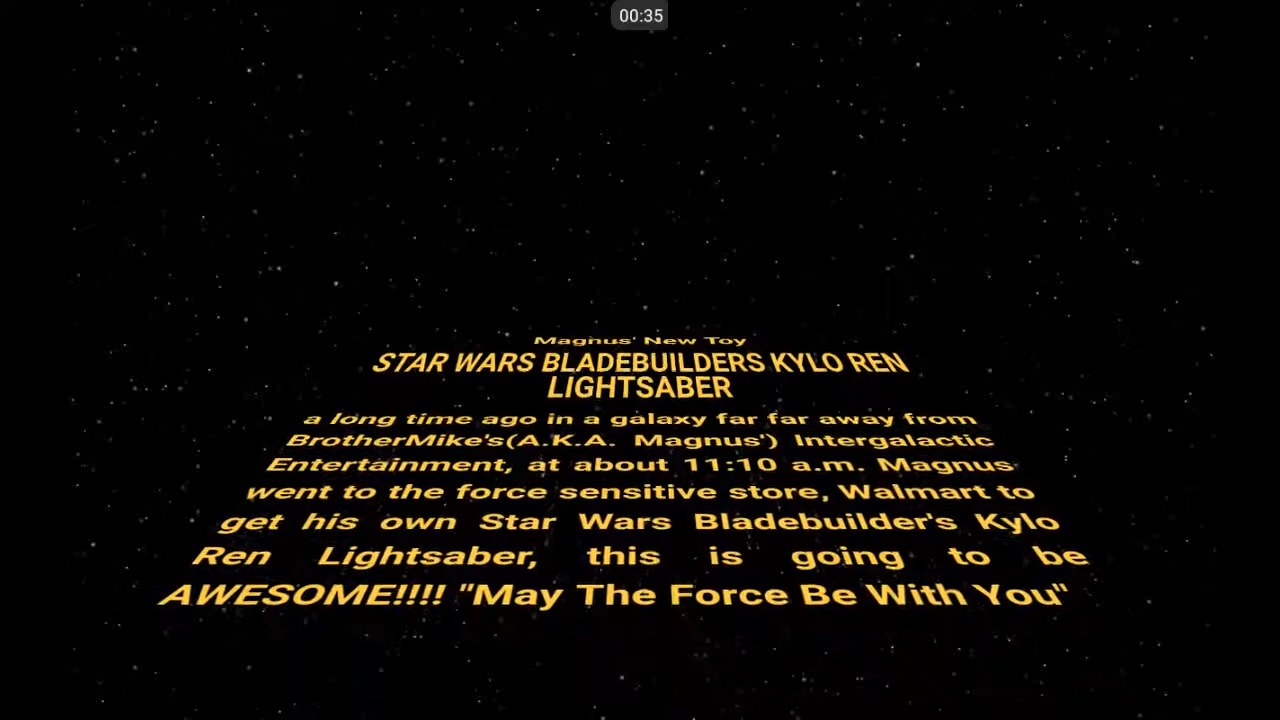 00:35
Magnus' New Toy
STAR WARS BLADEBUILDERS KYLO REN
LIGHTSABER
a long time ago in a galaxy far far away from
BrotherMike's(A.K.A. Magnus') Intergalactic
Entertainment, at about 11:10 a.m. Magnus
went to the force sensitive store, Walmart to
get his own Star Wars Bladebuilder's Kylo
Ren Lightsaber, this is going to be
AWESOME!!!! "May The Force Be With You"